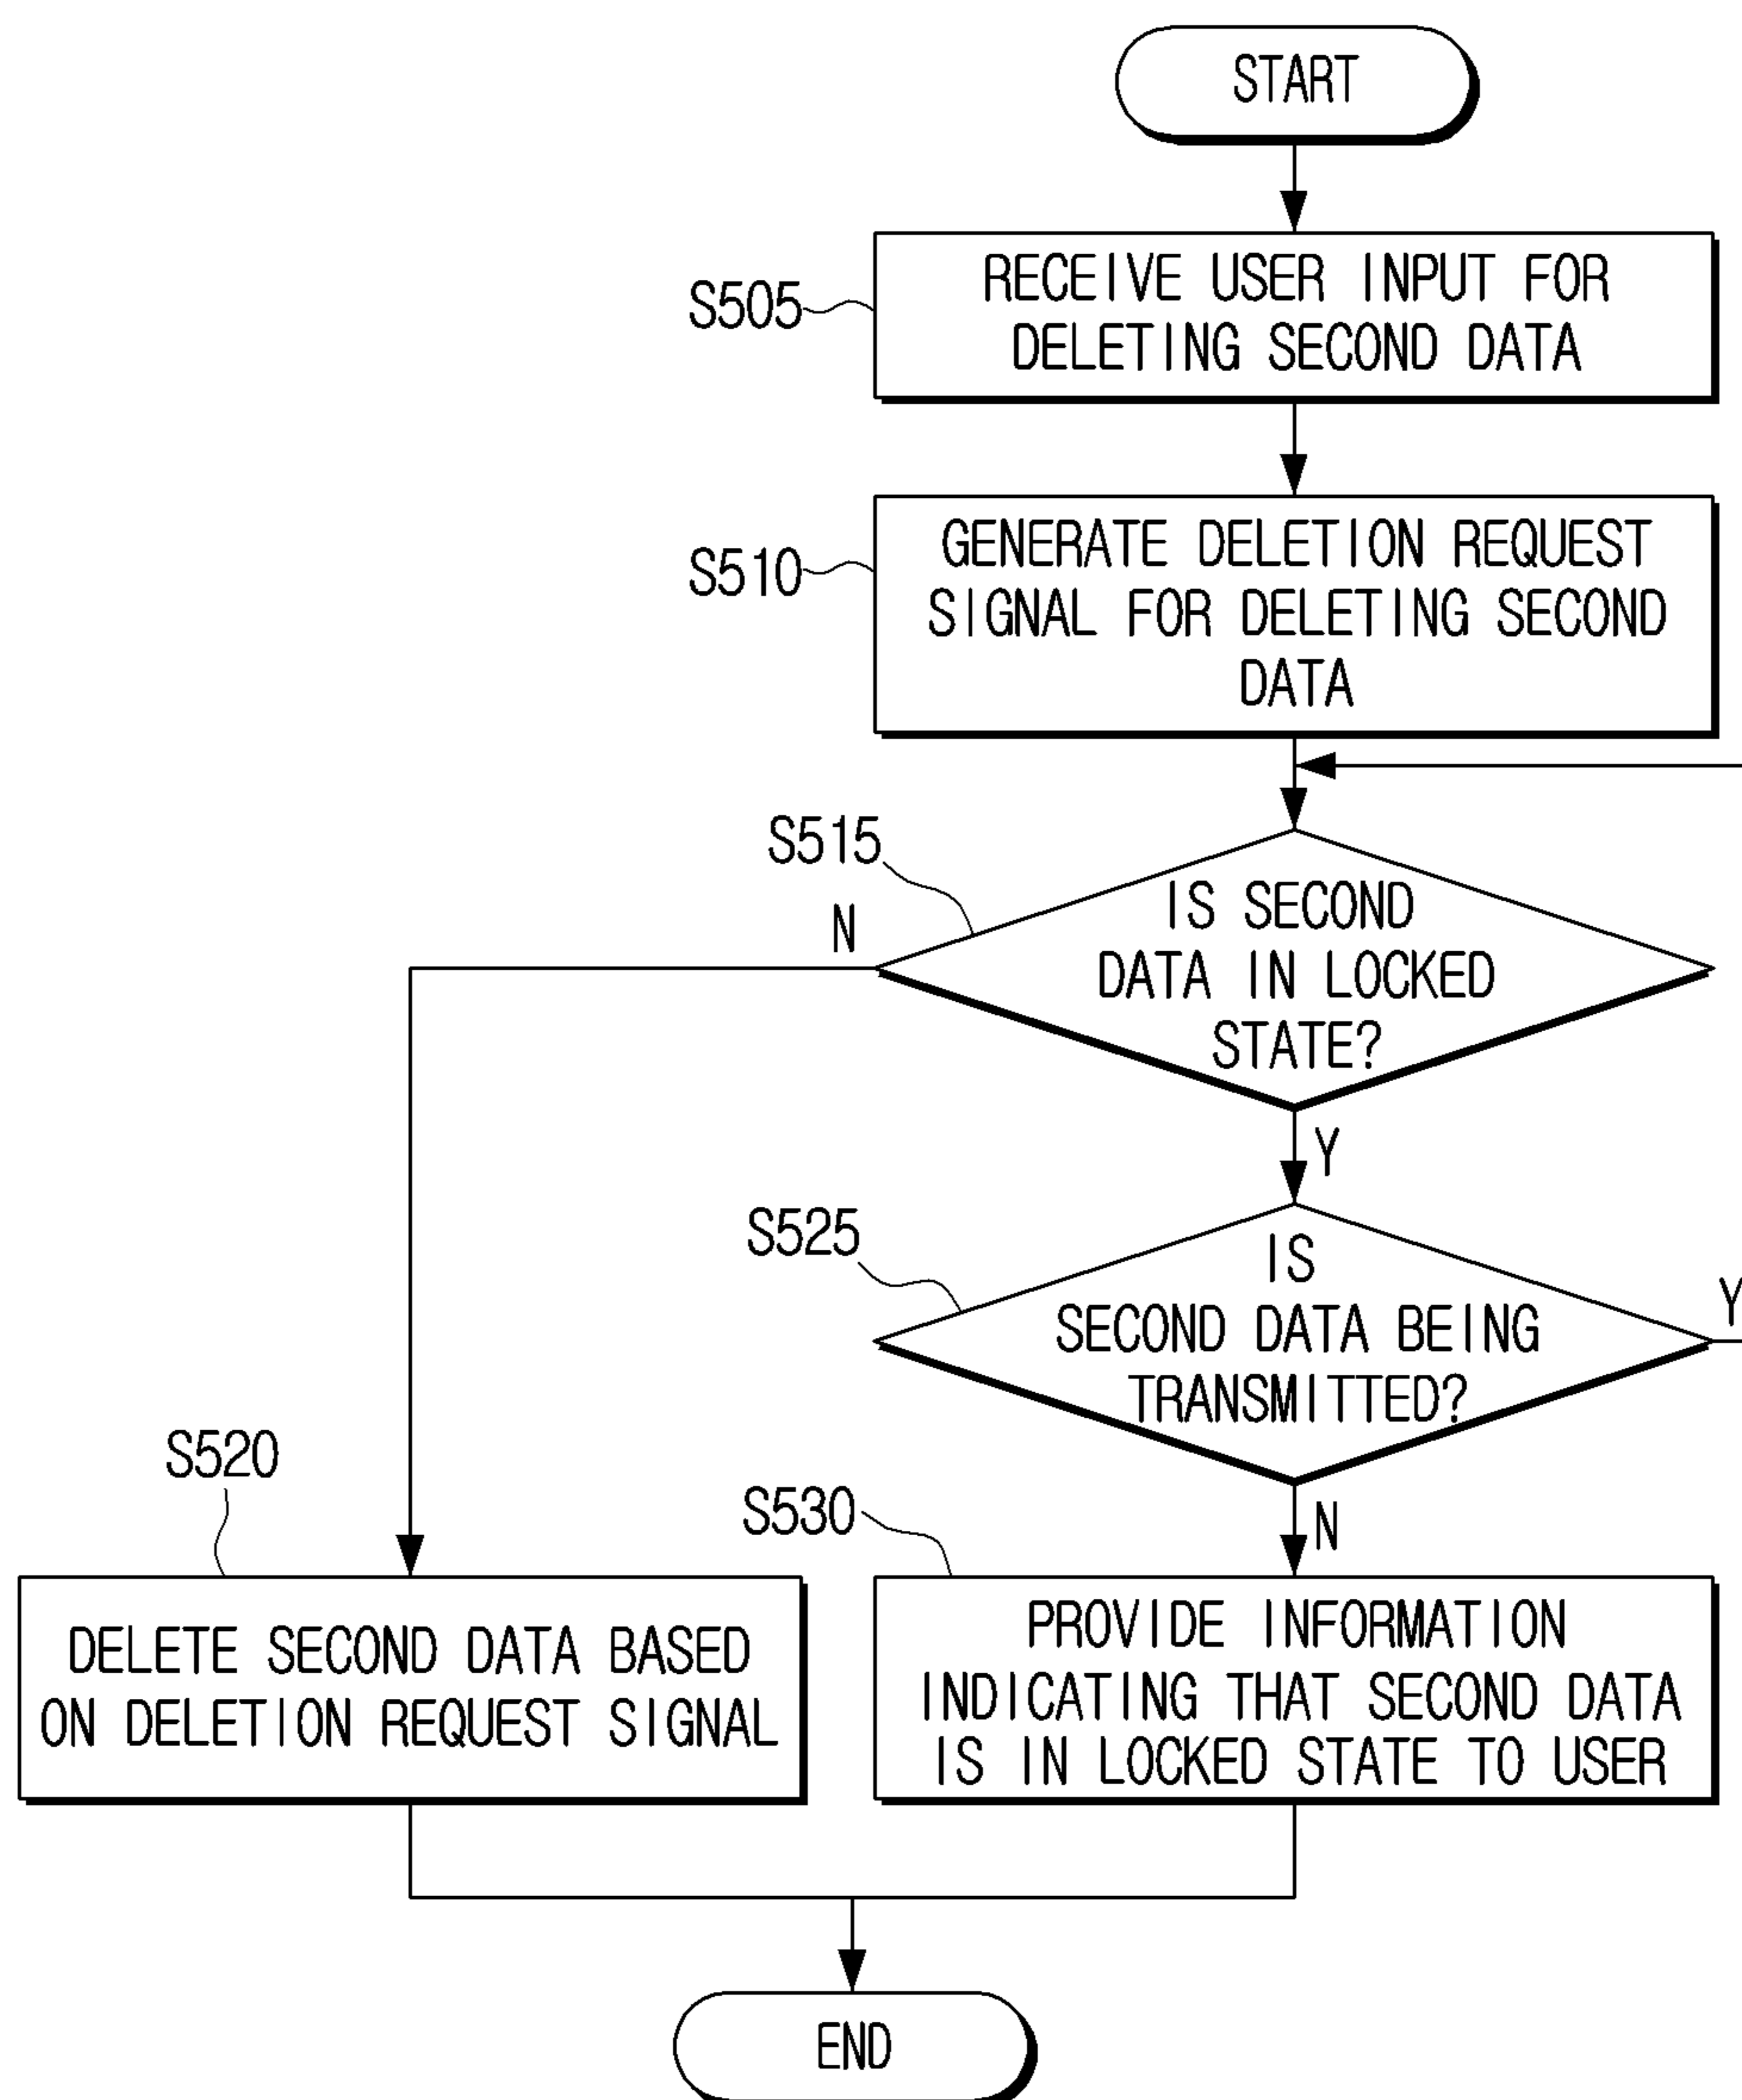 START
S505
RECEIVE USER INPUT FOR
DELETING SECOND DATA
S510
GENERATE DELETION REQUEST
SIGNAL FOR DELETING SECOND
DATA
S515
N
IS SECOND
DATA IN LOCKED
STATE?
Y
S525
IS
SECOND DATA BEING
TRANSMITTED?
Y
N
S520
DELETE SECOND DATA BASED
ON DELETION REQUEST SIGNAL
S530
PROVIDE INFORMATION
INDICATING THAT SECOND DATA
IS IN LOCKED STATE TO USER
END